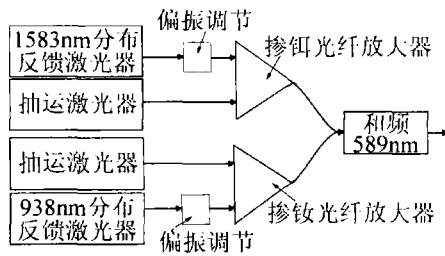 偏振调节
1583nm分布
反馈激光器
掺铒光纤放大器
抽运激光器
和频
589nm
抽运激光器
938nm分布
反馈激光器
掺钕光纤放大器
偏振调节